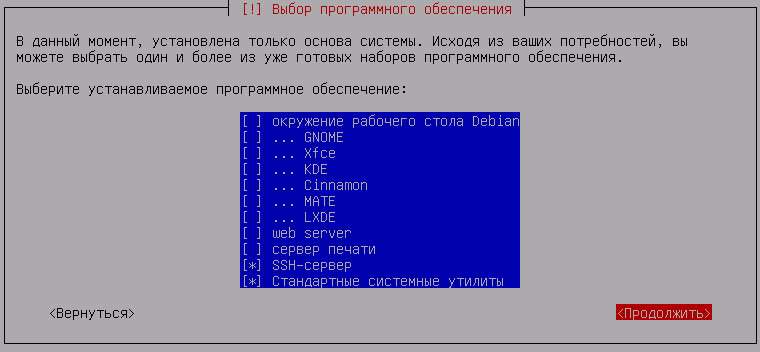 [!] Выбор программного обеспечения
В данный момент, установлена только основа системы. Исходя из ваших потребностей, вы
можете выбрать один и более из уже готовых наборов программного обеспечения.
Выберите устанавливаемое программное обеспечение:
[ ] окружение рабочего стола Debian
[ ] ... GNOME
[ ] ... Xfce
[ ] ... KDE
[ ] ... Cinnamon
[ ] ... MATE
[ ] ... LXDE
[ ] web server
[ ] сервер печати
[*] SSH-сервер
[*] Стандартные системные утилиты
<Вернуться> <Продолжить>